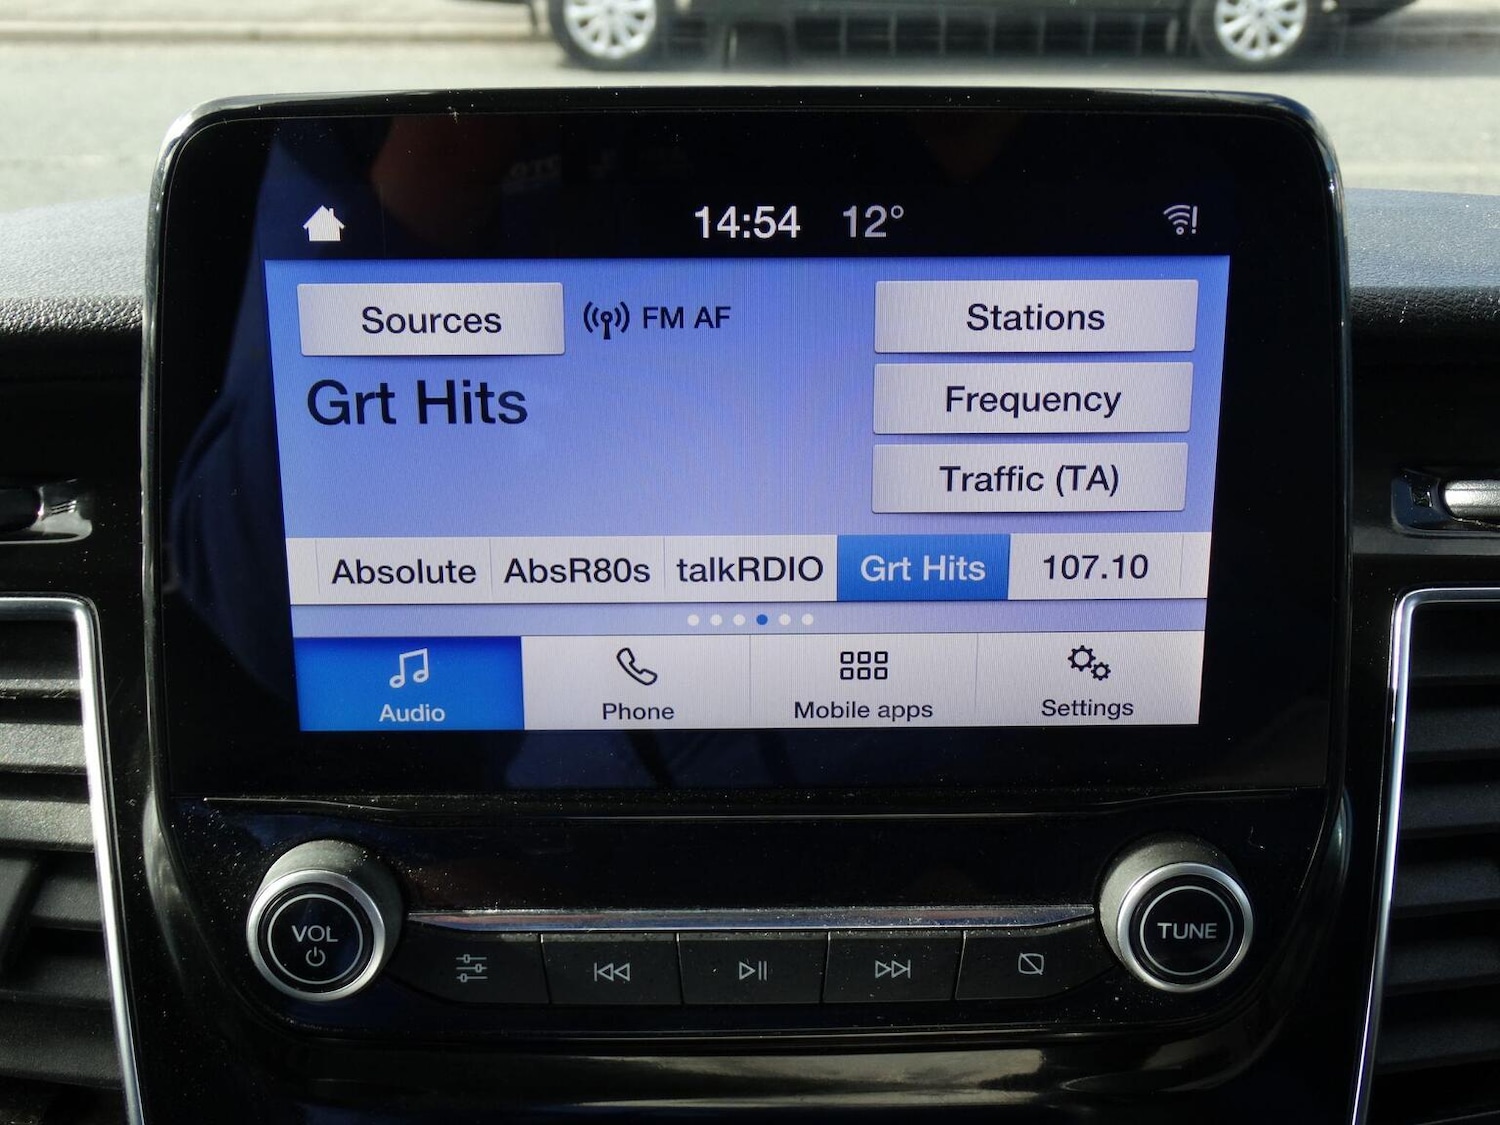 14:54 12°
Sources FM AF Stations
Grt Hits
Frequency
Traffic (TA)
Absolute AbsR80s talkRDIO Grt Hits 107.10
Audio Phone Mobile apps Settings
VOL TUNE